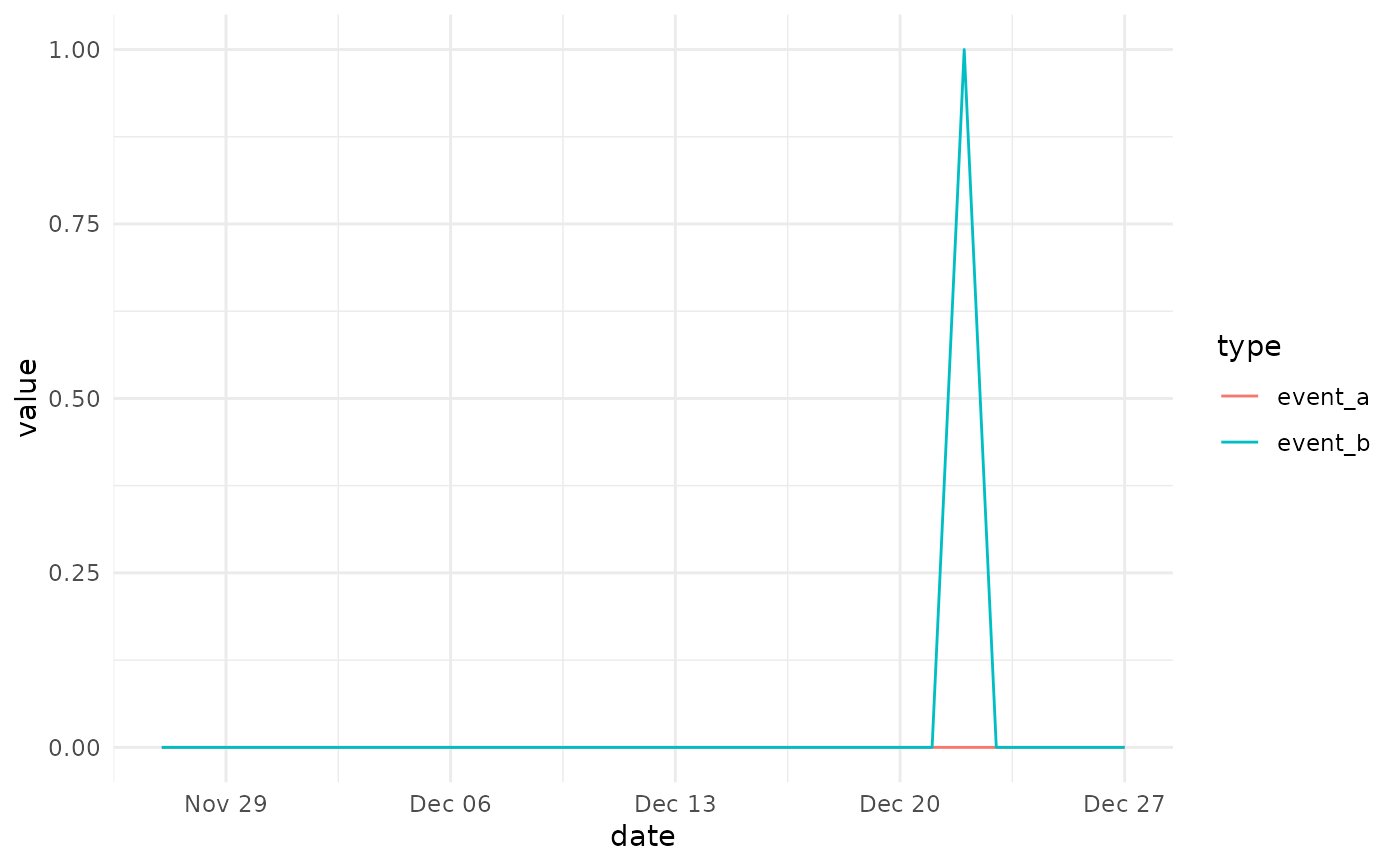 1.00
0.75
0.50
0.25
0.00
value
Nov 29
Dec 06
Dec 13
Dec 20
Dec 27
date
type
event_a
event_b